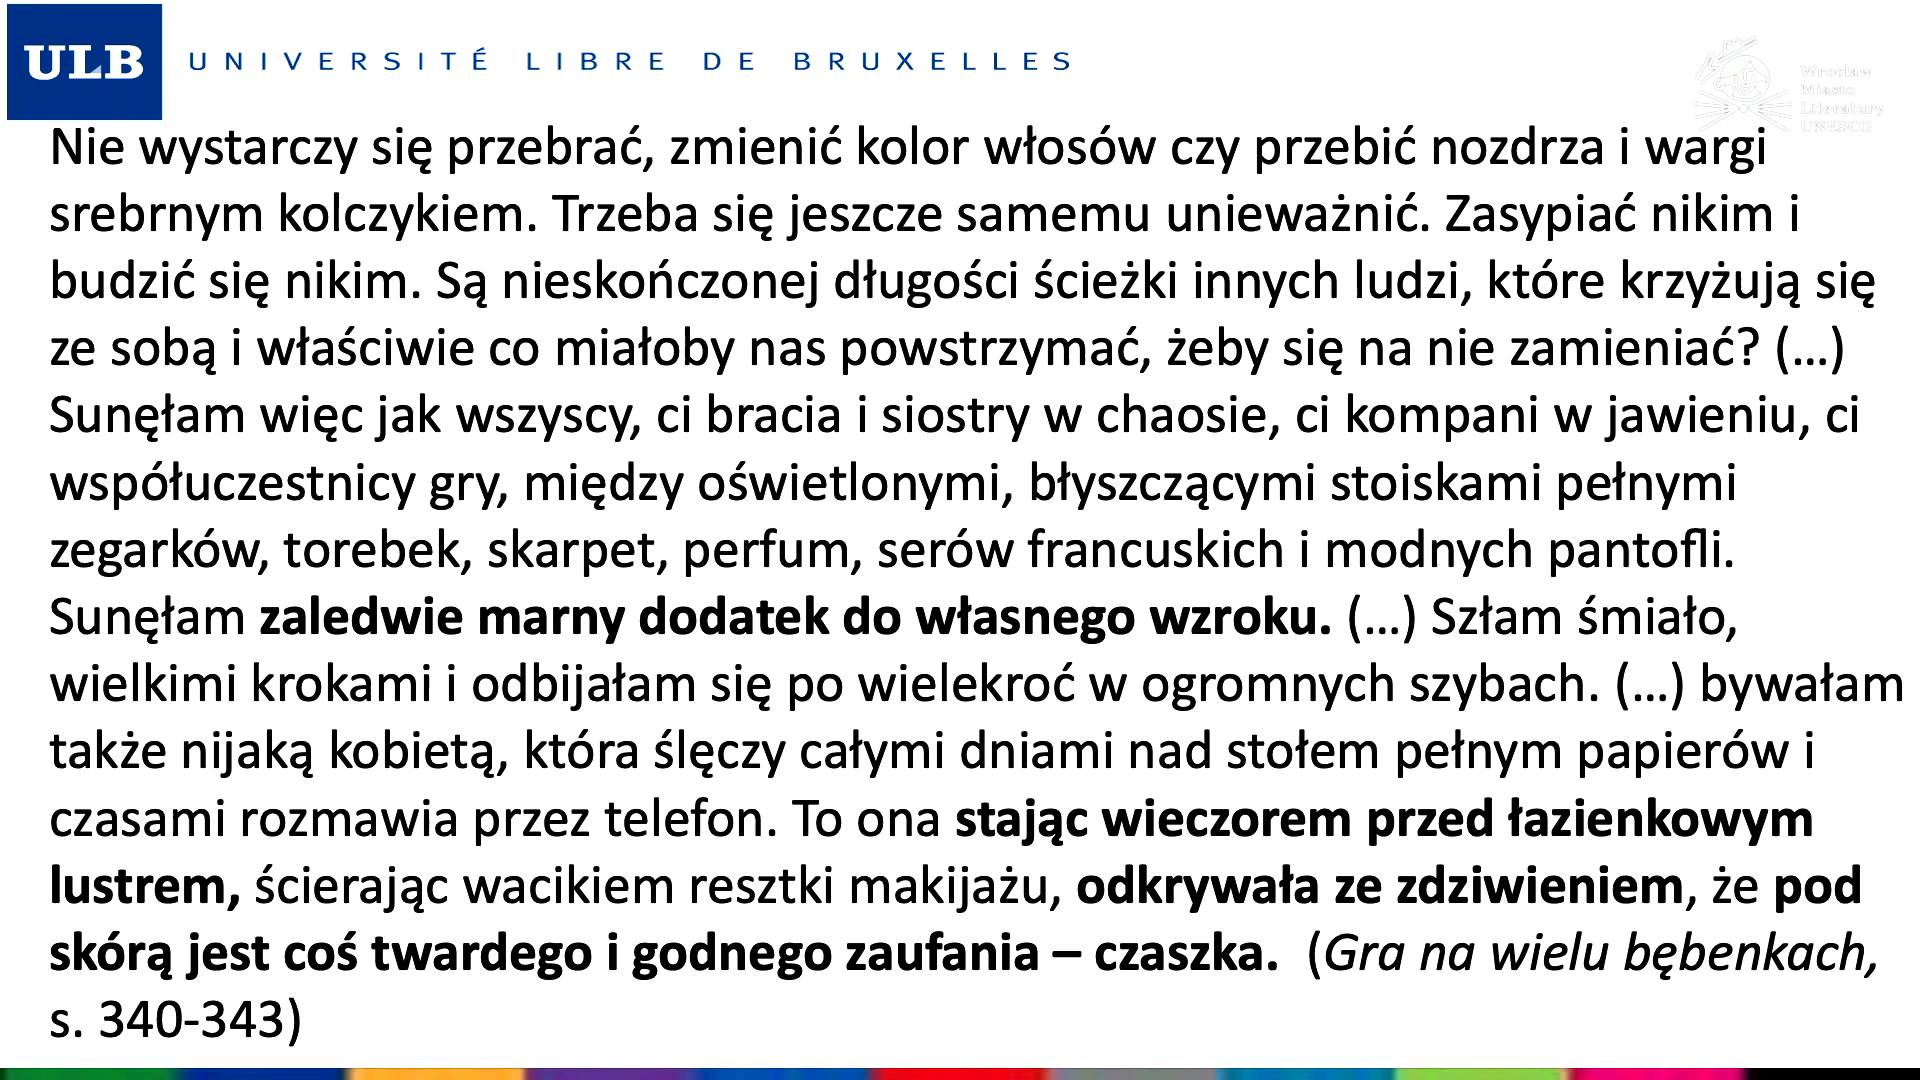 ULB UNIVERSITÉ LIBRE DE BRUXELLES
Wrocław
Miasto
Literatury
UNESCO
Nie wystarczy się przebrać, zmienić kolor włosów czy przebić nozdrza i wargi
srebrnym kolczykiem. Trzeba się jeszcze samemu unieważnić. Zasypiać nikim i
budzić się nikim. Są nieskończonej długości ścieżki innych ludzi, które krzyżują się
ze sobą i właściwie co miałoby nas powstrzymać, żeby się na nie zamieniać? (…)
Sunęłam więc jak wszyscy, ci bracia i siostry w chaosie, ci kompani w jawieniu, ci
współuczestnicy gry, między oświetlonymi, błyszczącymi stoiskami pełnymi
zegarków, torebek, skarpet, perfum, serów francuskich i modnych pantofli.
Sunęłam zaledwie marny dodatek do własnego wzroku. (…) Szłam śmiało,
wielkimi krokami i odbijałam się po wielekroć w ogromnych szybach. (…) bywałam
także nijaką kobietą, która ślęczy całymi dniami nad stołem pełnym papierów i
czasami rozmawia przez telefon. To ona stając wieczorem przed łazienkowym
lustrem, ścierając wacikiem resztki makijażu, odkrywała ze zdziwieniem, że pod
skórą jest coś twardego i godnego zaufania – czaszka. (Gra na wielu bębenkach,
s. 340-343)